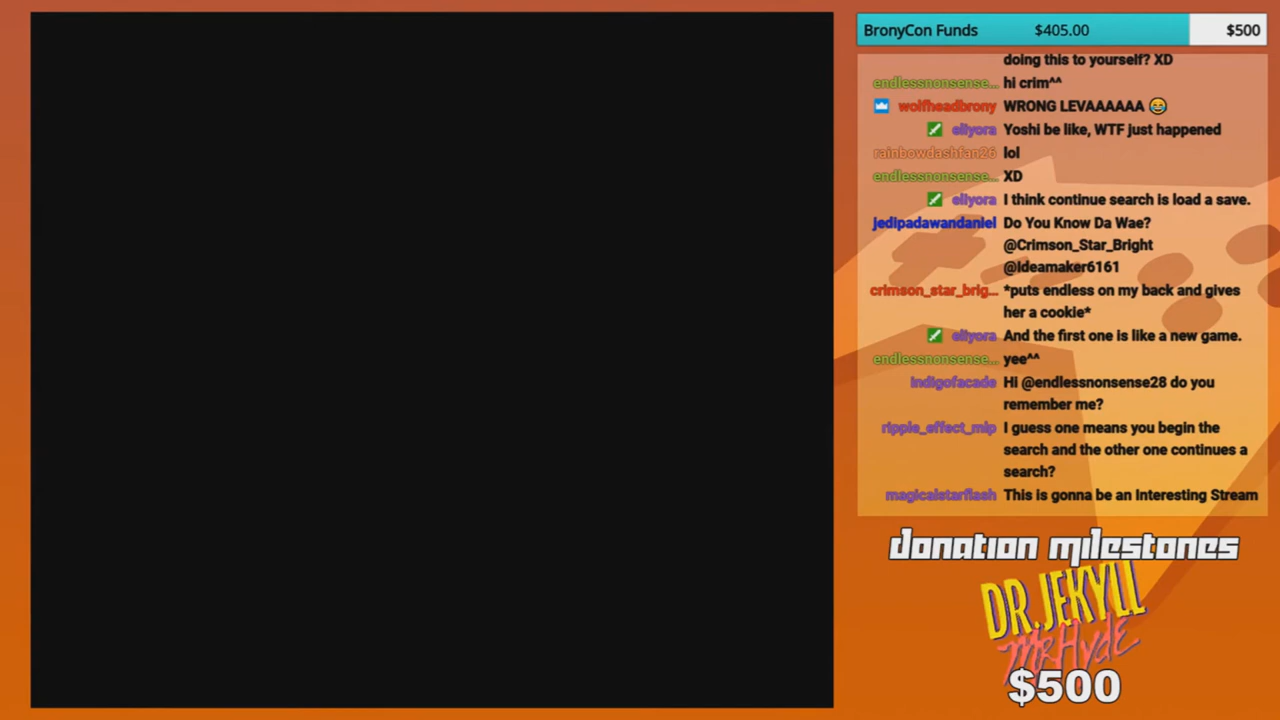 BronyCon Funds $405.00 $500
doing this to yourself? XD
endlessnonsense... hi crim^^
wolfheadbrony WRONG LEVAAAAAA 😂
eliyora Yoshi be like, WTF just happened
rainbowdashfan26 lol
endlessnonsense... XD
eliyora I think continue search is load a save.
jedipadawandaniel Do You Know Da Wae?
@Crimson_Star_Bright
@Ideamaker6161
crimson_star_brig... *puts endless on my back and gives
her a cookie*
eliyora And the first one is like a new game.
endlessnonsense... yee^^
indigofacade Hi @endlessnonsense28 do you
remember me?
ripple_effect_mlp I guess one means you begin the
search and the other one continues a
search?
magicalstarflash This is gonna be an Interesting Stream
donation milestones
DR. JEKYLL
Mr Hyde
$500